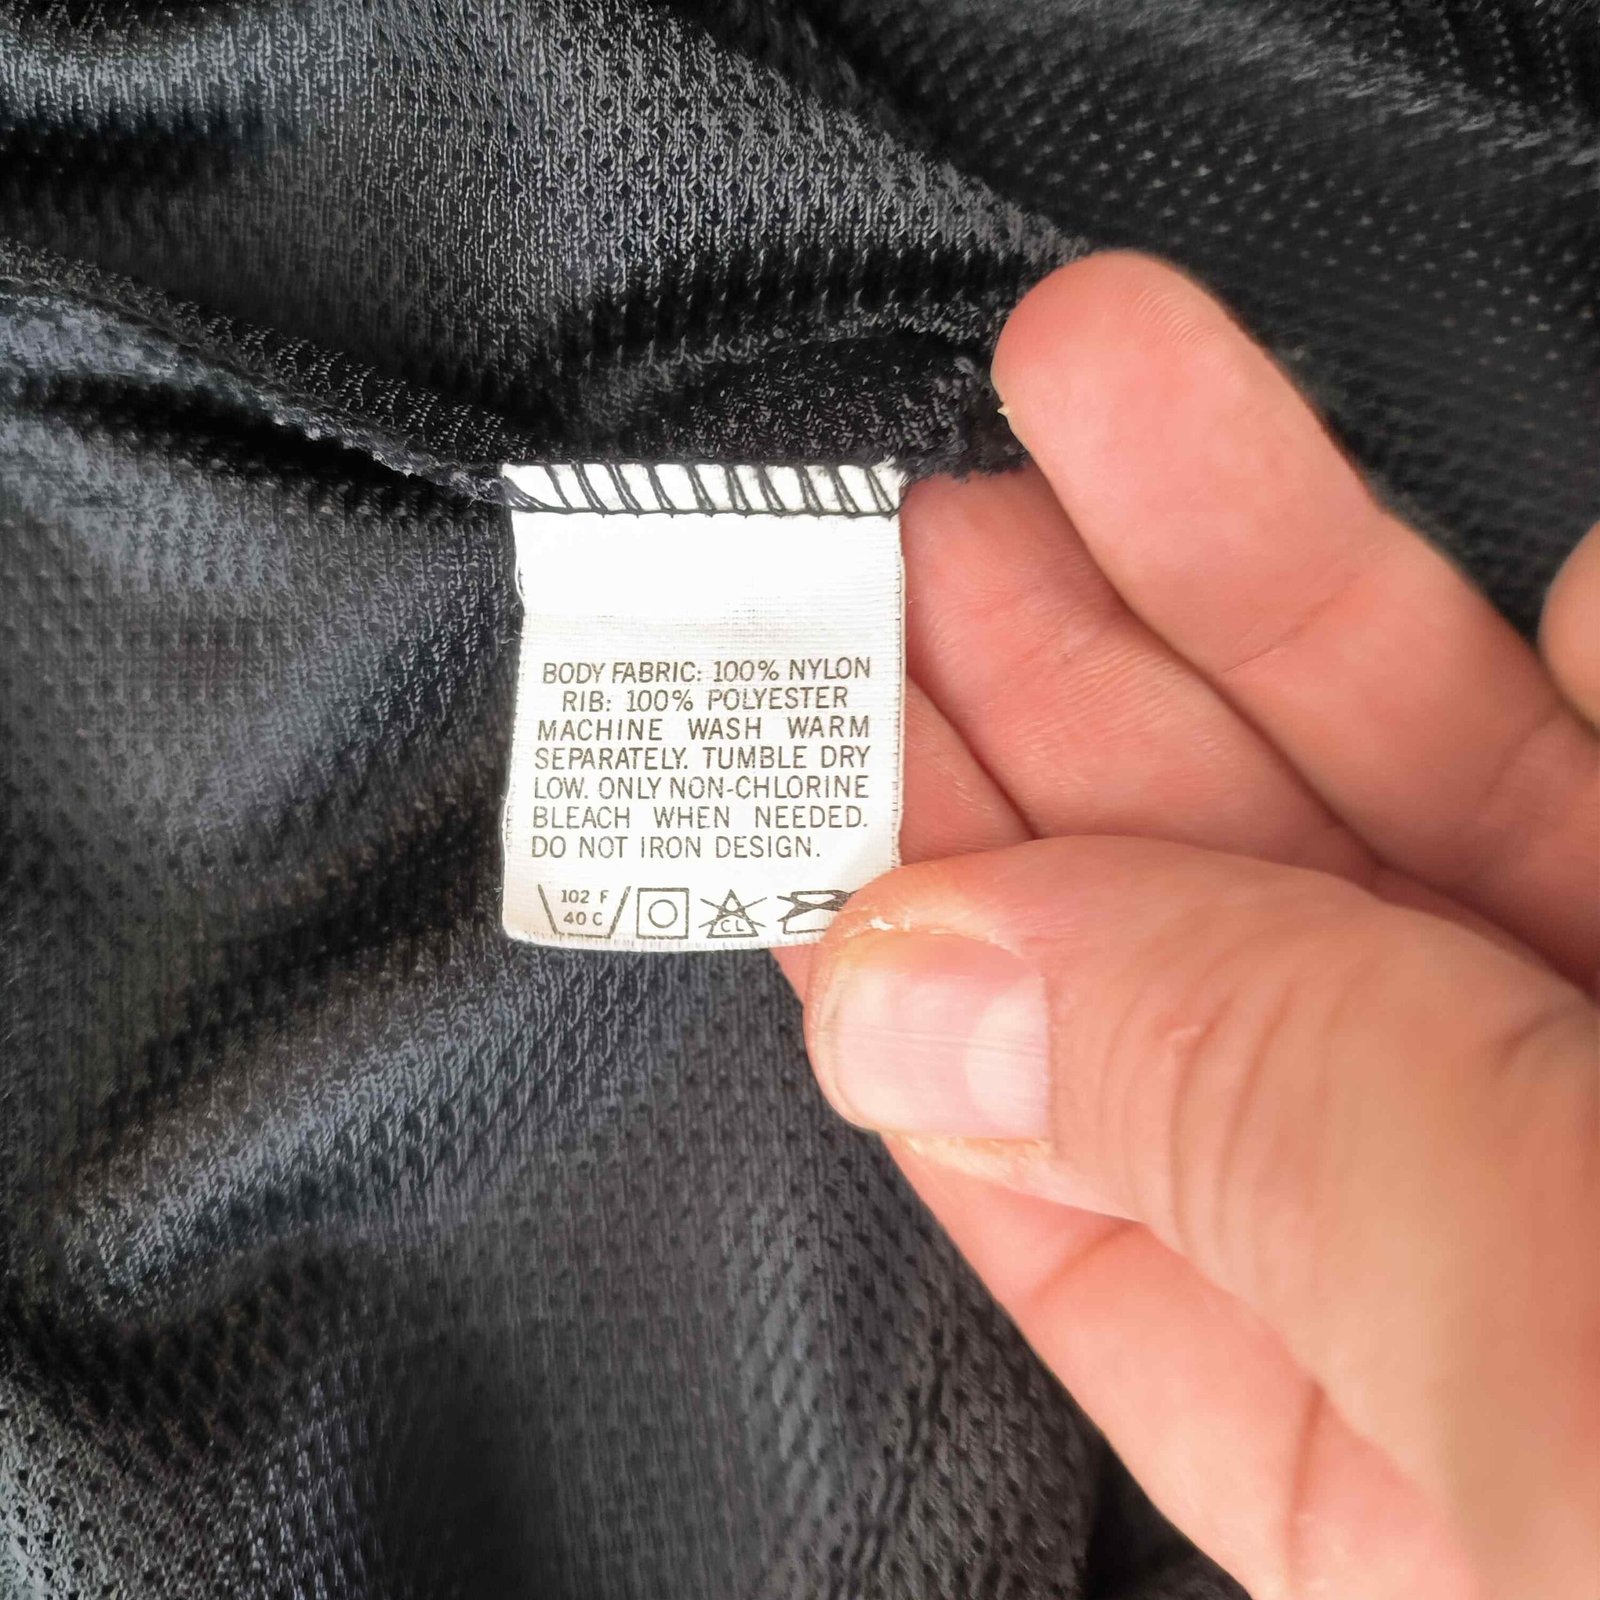 BODY FABRIC: 100% NYLON
RIB: 100% POLYESTER
MACHINE WASH WARM
SEPARATELY. TUMBLE DRY
LOW. ONLY NON-CHLORINE
BLEACH WHEN NEEDED.
DO NOT IRON DESIGN.
102 F
40 C
CL